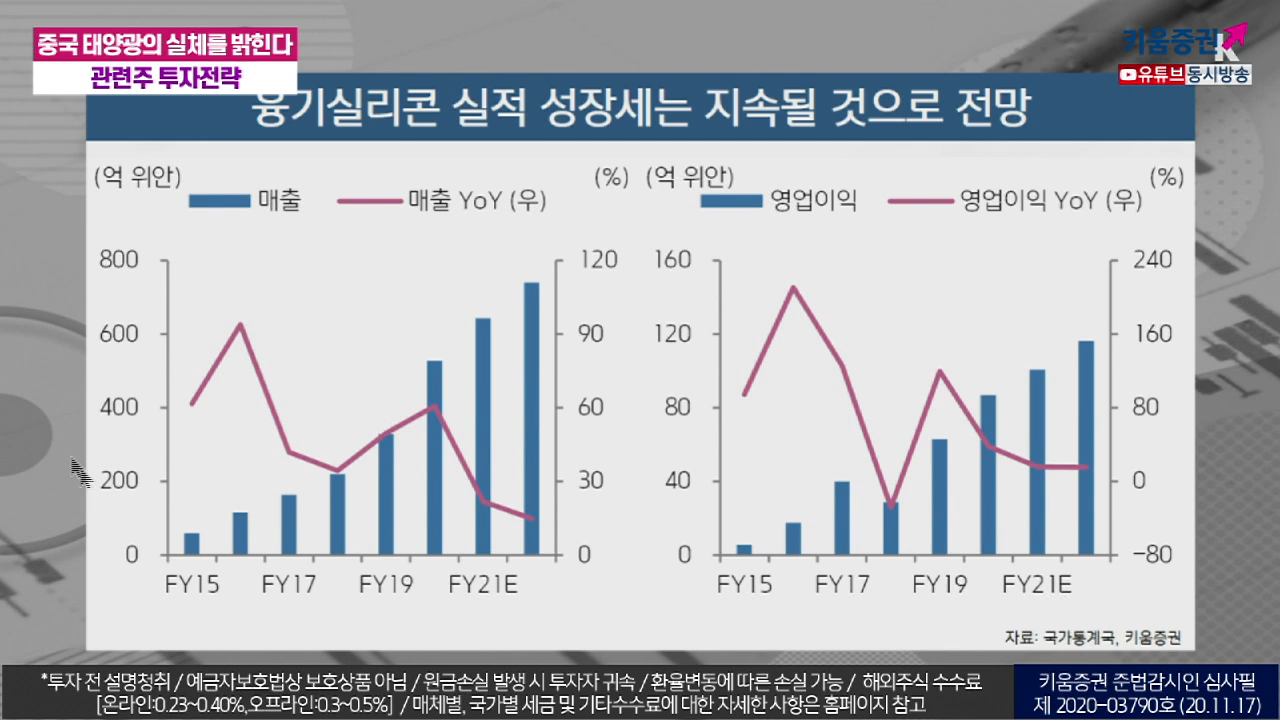 중국 태양광의 실체를 밝힌다
관련주 투자전략
키움증권
유튜브 동시방송
융기실리콘 실적 성장세는 지속될 것으로 전망
(억 위안) (%)
매출 매출 YoY (우)
800 120
600 90
400 60
200 30
0 0
FY15 FY17 FY19 FY21E
(억 위안) (%)
영업이익 영업이익 YoY (우)
160 240
120 160
80 80
40 0
0 -80
FY15 FY17 FY19 FY21E
자료: 국가통계국, 키움증권
*투자 전 설명청취 / 예금자보호법상 보호상품 아님 / 원금손실 발생 시 투자자 귀속 / 환율변동에 따른 손실 가능 / 해외주식 수수료
[온라인:0.23~0.40%,오프라인:0.3~0.5%] / 매체별, 국가별 세금 및 기타수수료에 대한 자세한 사항은 홈페이지 참고
키움증권 준법감시인 심사필
제 2020-03790호 (20.11.17)